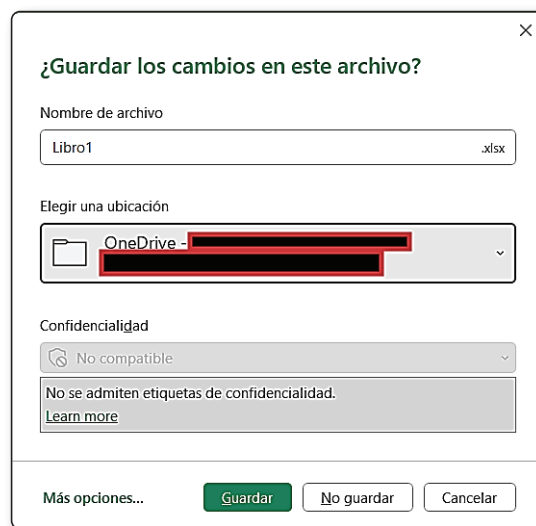 ¿Guardar los cambios en este archivo?
Nombre de archivo
Libro1 .xlsx
Elegir una ubicación
OneDrive -
Confidencialidad
No compatible
No se admiten etiquetas de confidencialidad.
Learn more
Más opciones... Guardar No guardar Cancelar